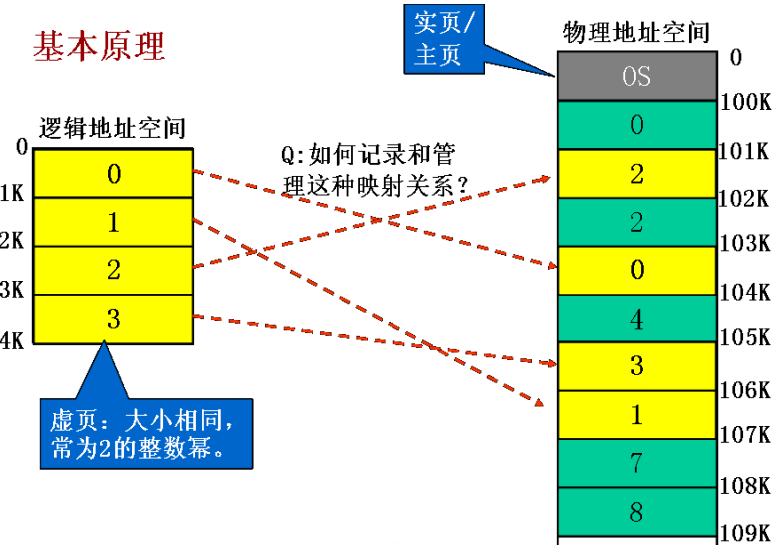 基本原理
实页/
主页
物理地址空间
0
OS
100K
0
101K
2
102K
2
103K
0
104K
4
105K
3
106K
1
107K
7
108K
8
109K
逻辑地址空间
0
0
1K
1
2K
2
3K
3
4K
Q:如何记录和管
理这种映射关系？
虚页：大小相同，
常为2的整数幂。